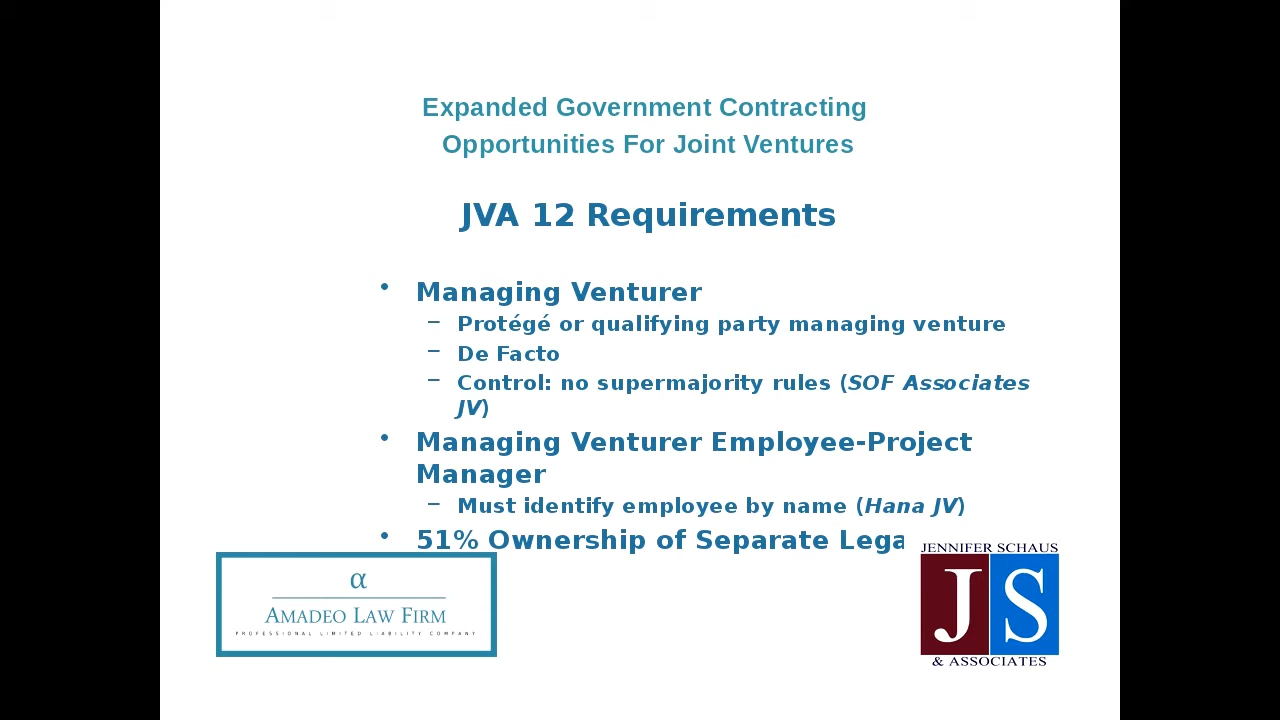 Expanded Government Contracting
Opportunities For Joint Ventures
JVA 12 Requirements
• Managing Venturer
– Protégé or qualifying party managing venture
– De Facto
– Control: no supermajority rules (SOF Associates
JV)
• Managing Venturer Employee-Project
Manager
– Must identify employee by name (Hana JV)
• 51% Ownership of Separate Lega
α
AMADEO LAW FIRM
PROFESSIONAL LIMITED LIABILITY COMPANY
JENNIFER SCHAUS
JS
& ASSOCIATES